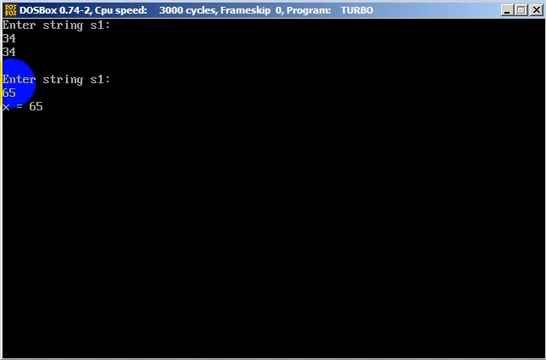 DOSBox 0.74-2, Cpu speed: 3000 cycles, Frameskip 0, Program: TURBO
Enter string s1:
34
34
Enter string s1:
65
x = 65